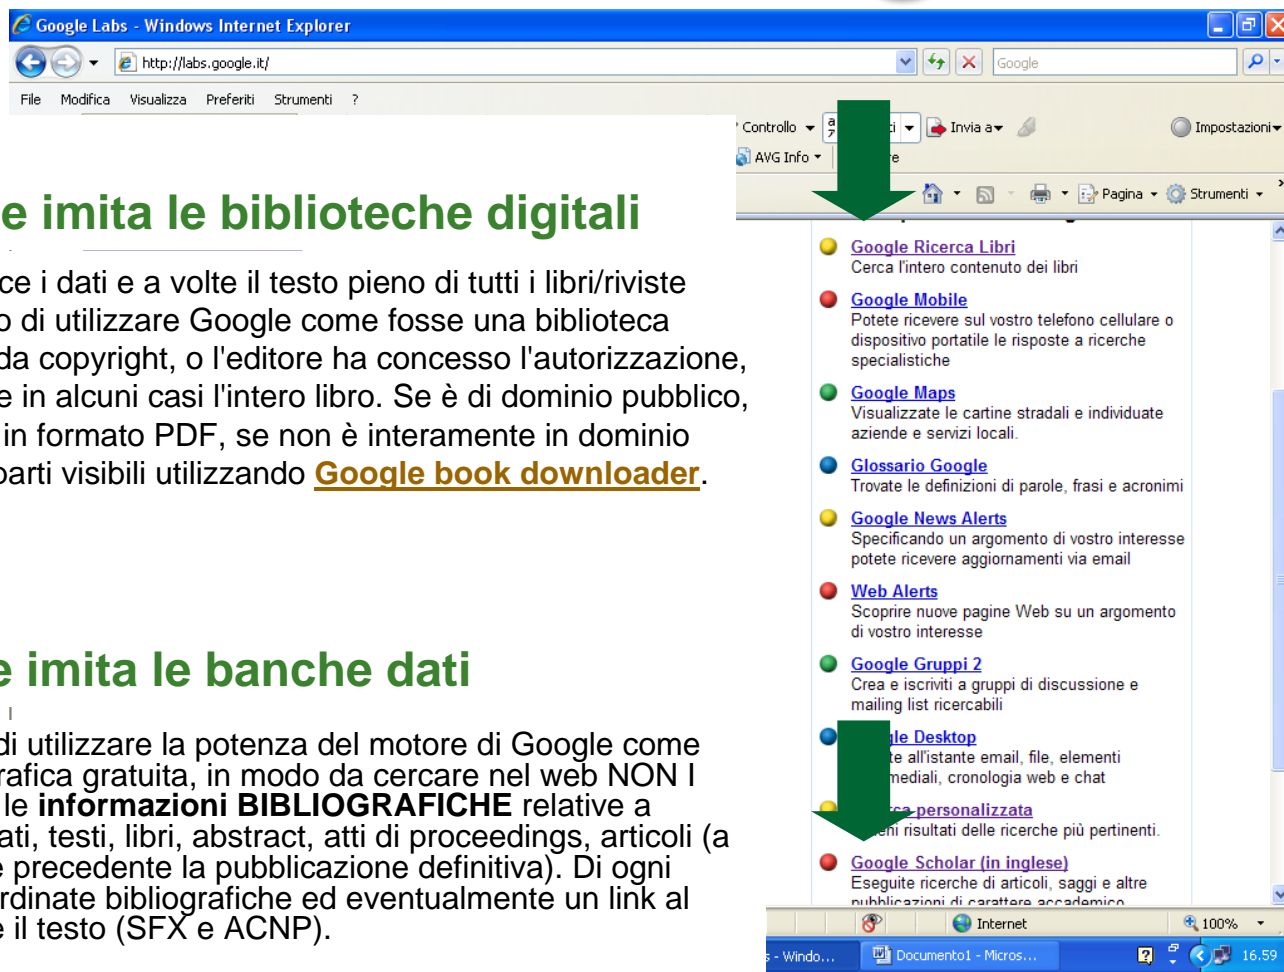 Google Labs - Windows Internet Explorer
http://labs.google.it/
Google
File Modifica Visualizza Preferiti Strumenti ?
Controllo Invia a Impostazioni
AVG Info
Pagina Strumenti
e imita le biblioteche digitali
ce i dati e a volte il testo pieno di tutti i libri/riviste
o di utilizzare Google come fosse una biblioteca
da copyright, o l'editore ha concesso l'autorizzazione,
e in alcuni casi l'intero libro. Se è di dominio pubblico,
in formato PDF, se non è interamente in dominio
parti visibili utilizzando Google book downloader.
e imita le banche dati
di utilizzare la potenza del motore di Google come
rafica gratuita, in modo da cercare nel web NON I
le informazioni BIBLIOGRAFICHE relative a
ati, testi, libri, abstract, atti di proceedings, articoli (a
e precedente la pubblicazione definitiva). Di ogni
rdinate bibliografiche ed eventualmente un link al
e il testo (SFX e ACNP).
Google Ricerca Libri
Cerca l'intero contenuto dei libri
Google Mobile
Potete ricevere sul vostro telefono cellulare o
dispositivo portatile le risposte a ricerche
specialistiche
Google Maps
Visualizzate le cartine stradali e individuate
aziende e servizi locali.
Glossario Google
Trovate le definizioni di parole, frasi e acronimi
Google News Alerts
Specificando un argomento di vostro interesse
potete ricevere aggiornamenti via email
Web Alerts
Scoprire nuove pagine Web su un argomento
di vostro interesse
Google Gruppi 2
Crea e iscriviti a gruppi di discussione e
mailing list ricercabili
gle Desktop
te all'istante email, file, elementi
mediali, cronologia web e chat
personalizzata
ni risultati delle ricerche più pertinenti.
Google Scholar (in inglese)
Eseguite ricerche di articoli, saggi e altre
pubblicazioni di carattere accademico
Internet 100%
s - Windo... Documento1 - Micros... 16.59